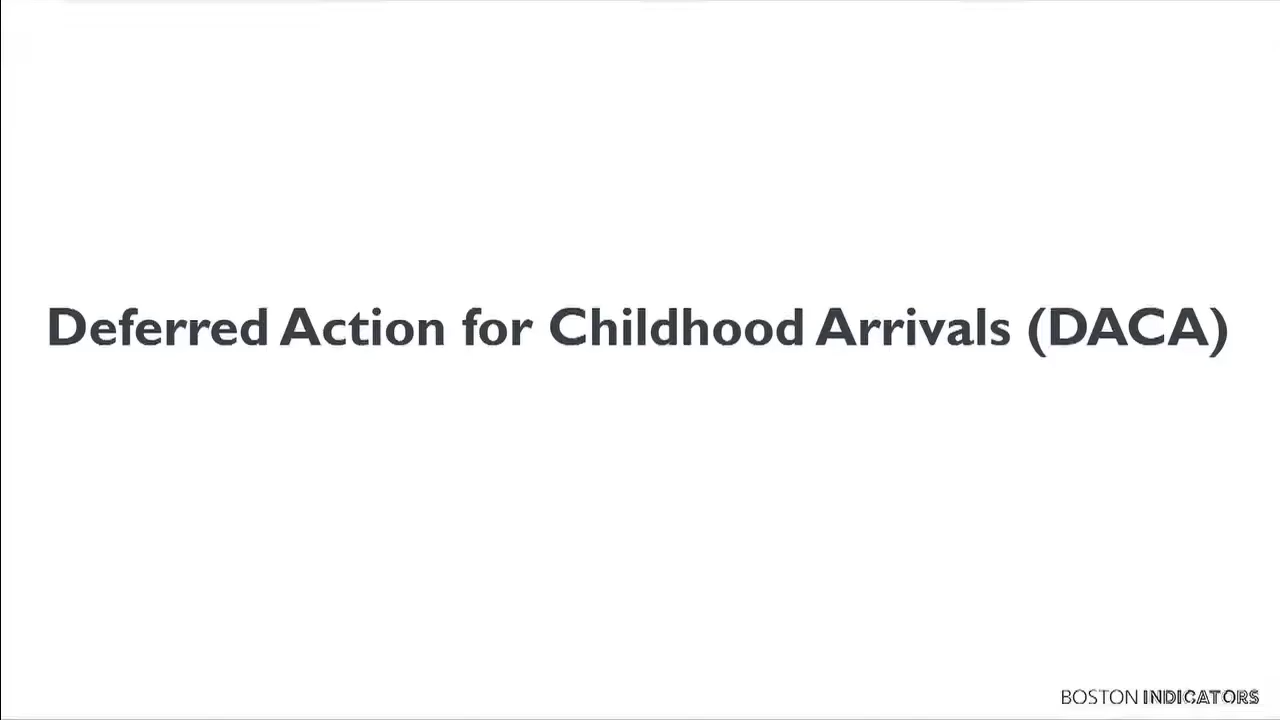 Deferred Action for Childhood Arrivals (DACA)
BOSTON INDICATORS